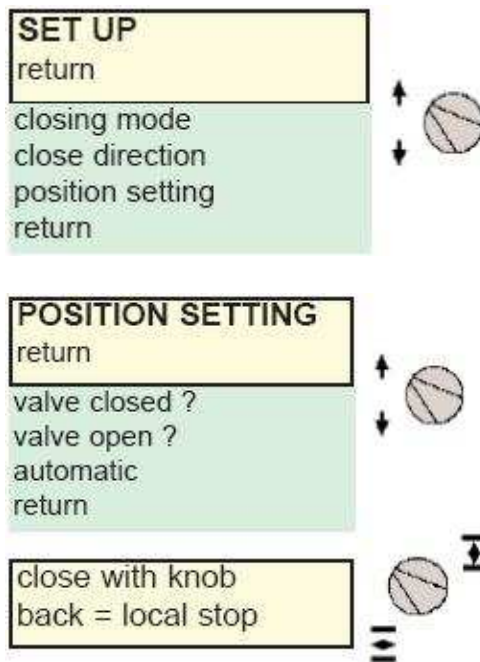 SET UP
return
closing mode
close direction
position setting
return
POSITION SETTING
return
valve closed ?
valve open ?
automatic
return
close with knob
back = local stop